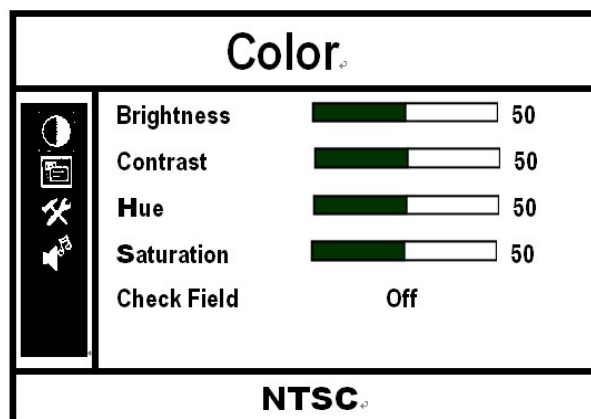 Color
Brightness 50
Contrast 50
Hue 50
Saturation 50
Check Field Off
NTSC